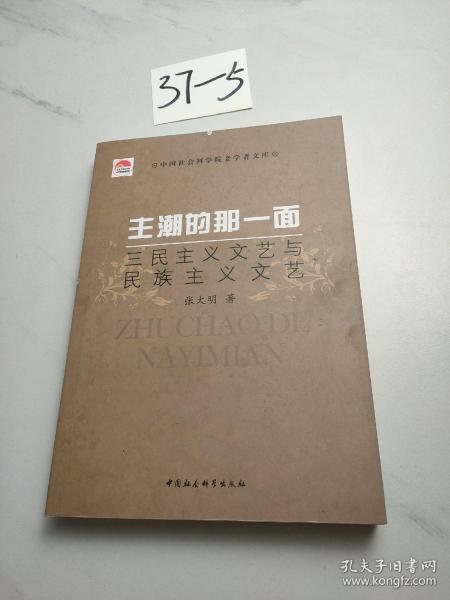 37-5
中国社会科学院老学者文库
主潮的那一面
三民主义文艺与
民族主义文艺
张大明 著
ZHUCHAO DE
NAYIMIAN
中国社会科学出版社
孔夫子旧书网
www.kongfz.com